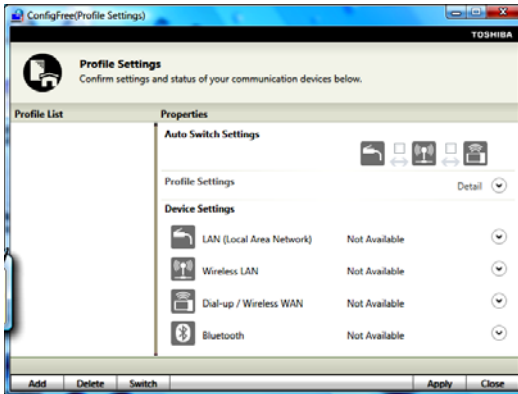 ConfigFree(Profile Settings)
TOSHIBA
Profile Settings
Confirm settings and status of your communication devices below.
Profile List
Properties
Auto Switch Settings
Profile Settings
Detail
Device Settings
LAN (Local Area Network) Not Available
Wireless LAN Not Available
Dial-up / Wireless WAN Not Available
Bluetooth Not Available
Add Delete Switch Apply Close